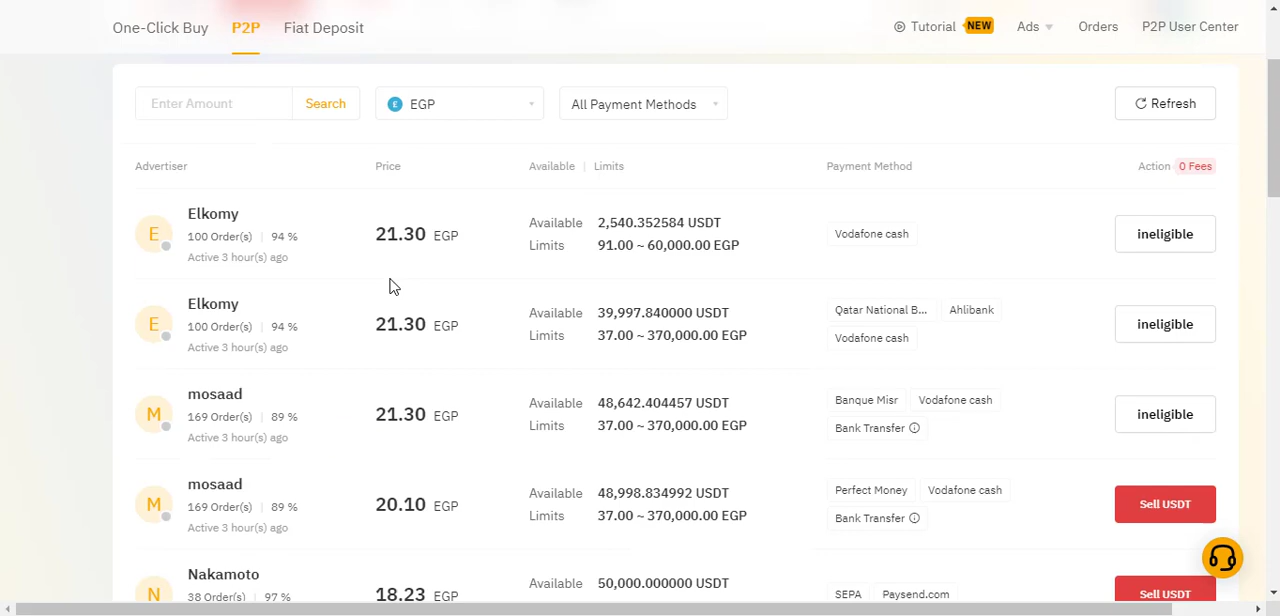 One-Click Buy P2P Fiat Deposit Tutorial NEW Ads Orders P2P User Center
Enter Amount Search E EGP All Payment Methods Refresh
Advertiser Price Available | Limits Payment Method Action 0 Fees
E Elkomy
100 Order(s) | 94 %
Active 3 hour(s) ago
21.30 EGP
Available 2,540.352584 USDT
Limits 91.00 ~ 60,000.00 EGP
Vodafone cash
ineligible
E Elkomy
100 Order(s) | 94 %
Active 3 hour(s) ago
21.30 EGP
Available 39,997.840000 USDT
Limits 37.00 ~ 370,000.00 EGP
Qatar National B... Ahlibank
Vodafone cash
ineligible
M mosaad
169 Order(s) | 89 %
Active 3 hour(s) ago
21.30 EGP
Available 48,642.404457 USDT
Limits 37.00 ~ 370,000.00 EGP
Banque Misr Vodafone cash
Bank Transfer
ineligible
M mosaad
169 Order(s) | 89 %
Active 3 hour(s) ago
20.10 EGP
Available 48,998.834992 USDT
Limits 37.00 ~ 370,000.00 EGP
Perfect Money Vodafone cash
Bank Transfer
Sell USDT
N Nakamoto
38 Order(s) | 97 %
18.23 EGP
Available 50,000.000000 USDT
SEPA Paysend.com
Sell USDT